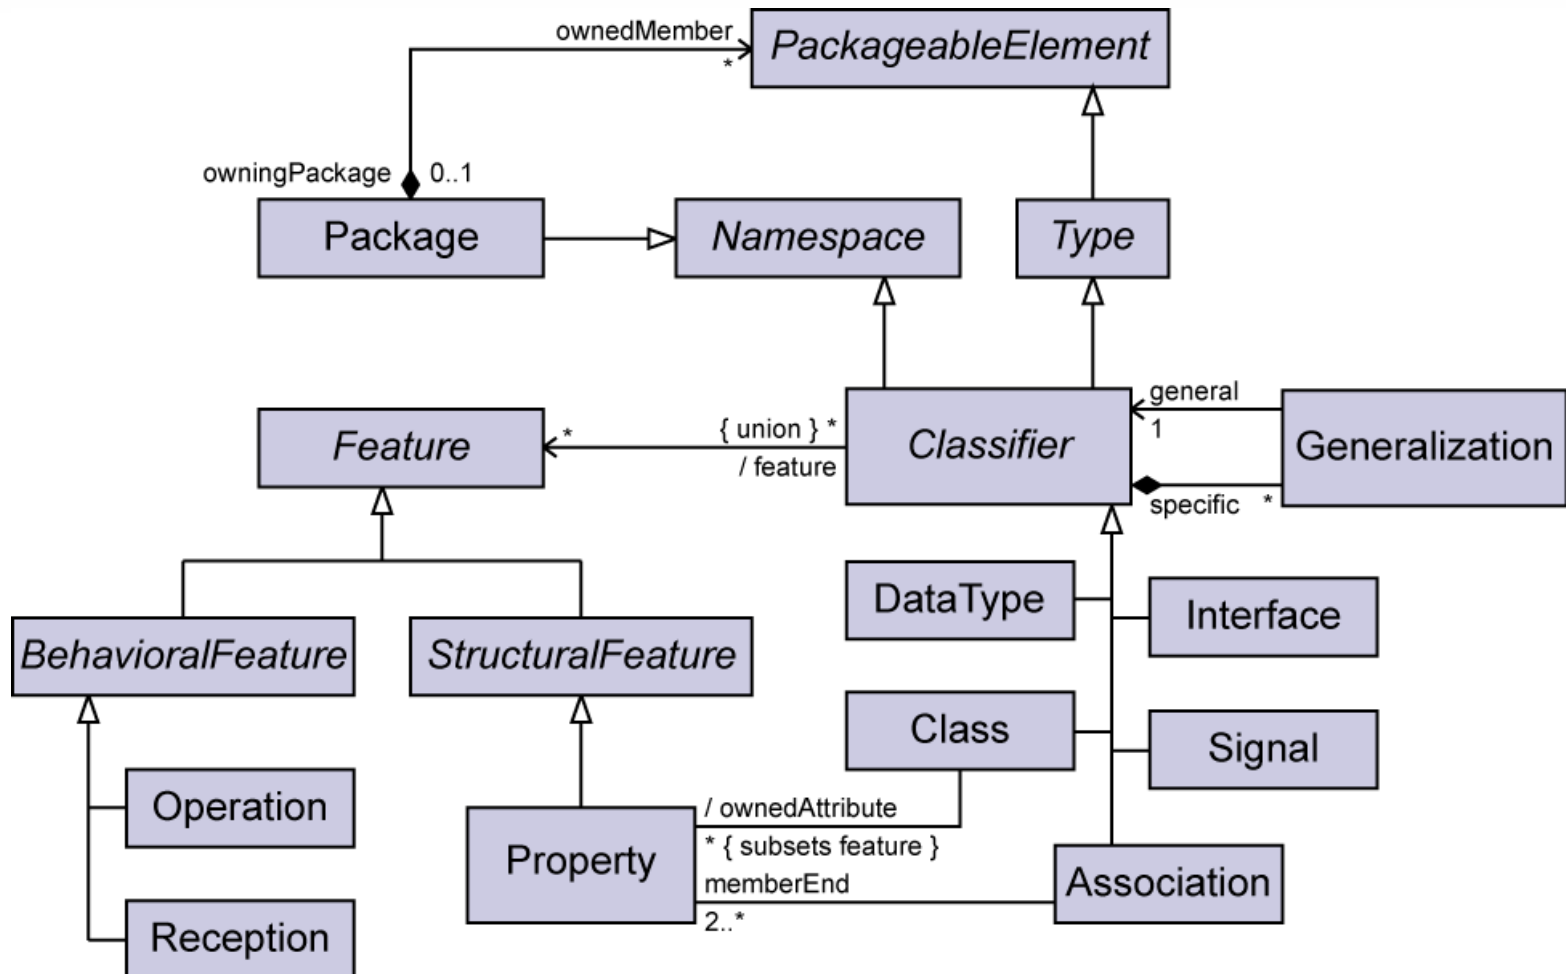 ownedMember
*
PackageableElement
owningPackage
0..1
Package
Namespace
Type
Feature
*
{ union } *
/ feature
Classifier
general
1
specific
*
Generalization
BehavioralFeature
StructuralFeature
DataType
Interface
Class
Signal
Operation
Reception
Property
/ ownedAttribute
* { subsets feature }
memberEnd
2..*
Association